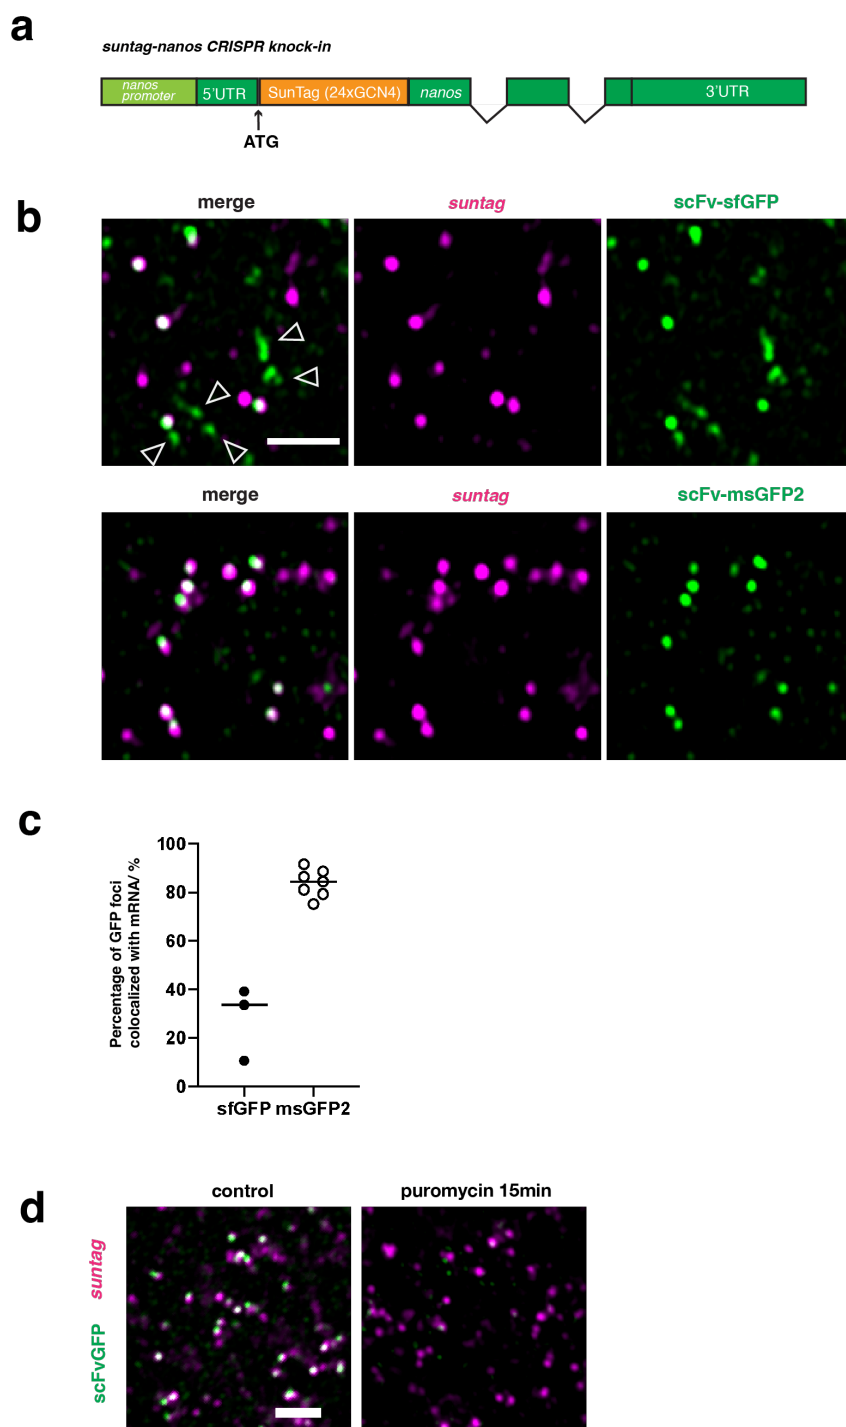 a
suntag-nanos CRISPR knock-in
nanos
promoter
5'UTR
SunTag (24xGCN4)
nanos
3'UTR
ATG
b
merge
suntag
scFv-sfGFP
merge
suntag
scFv-msGFP2
c
Percentage of GFP foci
colocalized with mRNA/ %
100
80
60
40
20
0
sfGFP
msGFP2
d
control
puromycin 15min
scFvGFP suntag